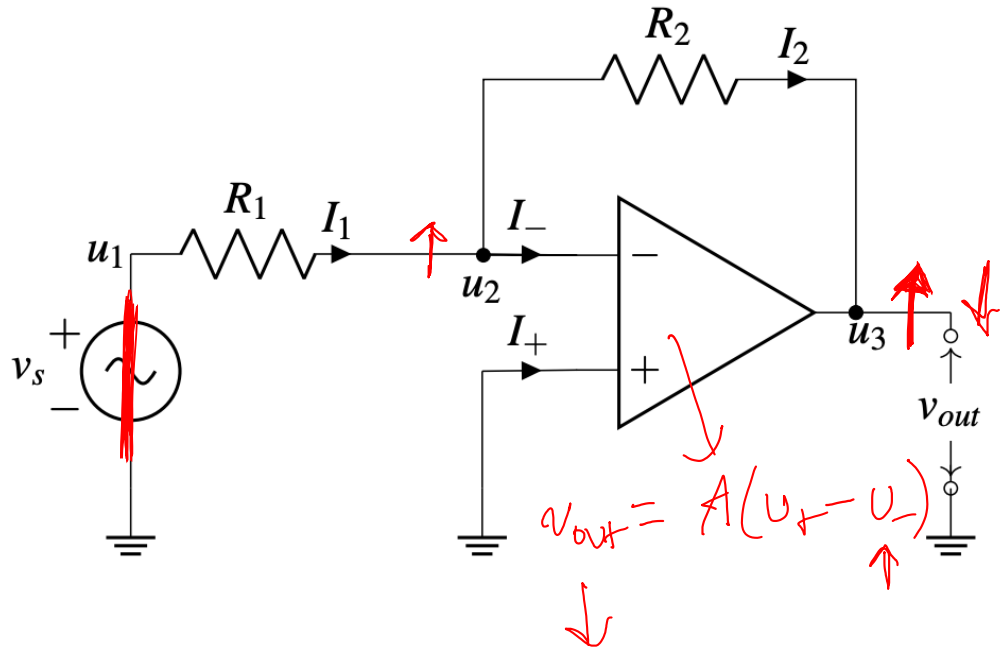 R₂
I₂
R₁
I₁
I₋
u₁
−
u₂
+
vₛ
−
I₊
+
u₃
vₒᵤₜ
vₒᵤₜ = A(u₊ − u₋)